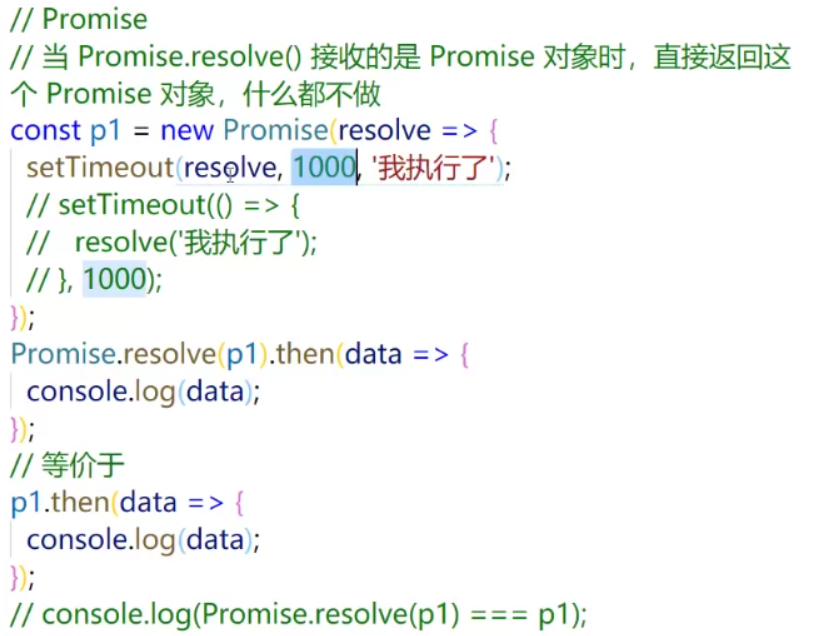 // Promise
// 当 Promise.resolve() 接收的是 Promise 对象时，直接返回这
个 Promise 对象，什么都不做
const p1 = new Promise(resolve => {
  setTimeout(resolve, 1000, '我执行了');
  // setTimeout(() => {
  //   resolve('我执行了');
  // }, 1000);
});
Promise.resolve(p1).then(data => {
  console.log(data);
});
// 等价于
p1.then(data => {
  console.log(data);
});
// console.log(Promise.resolve(p1) === p1);